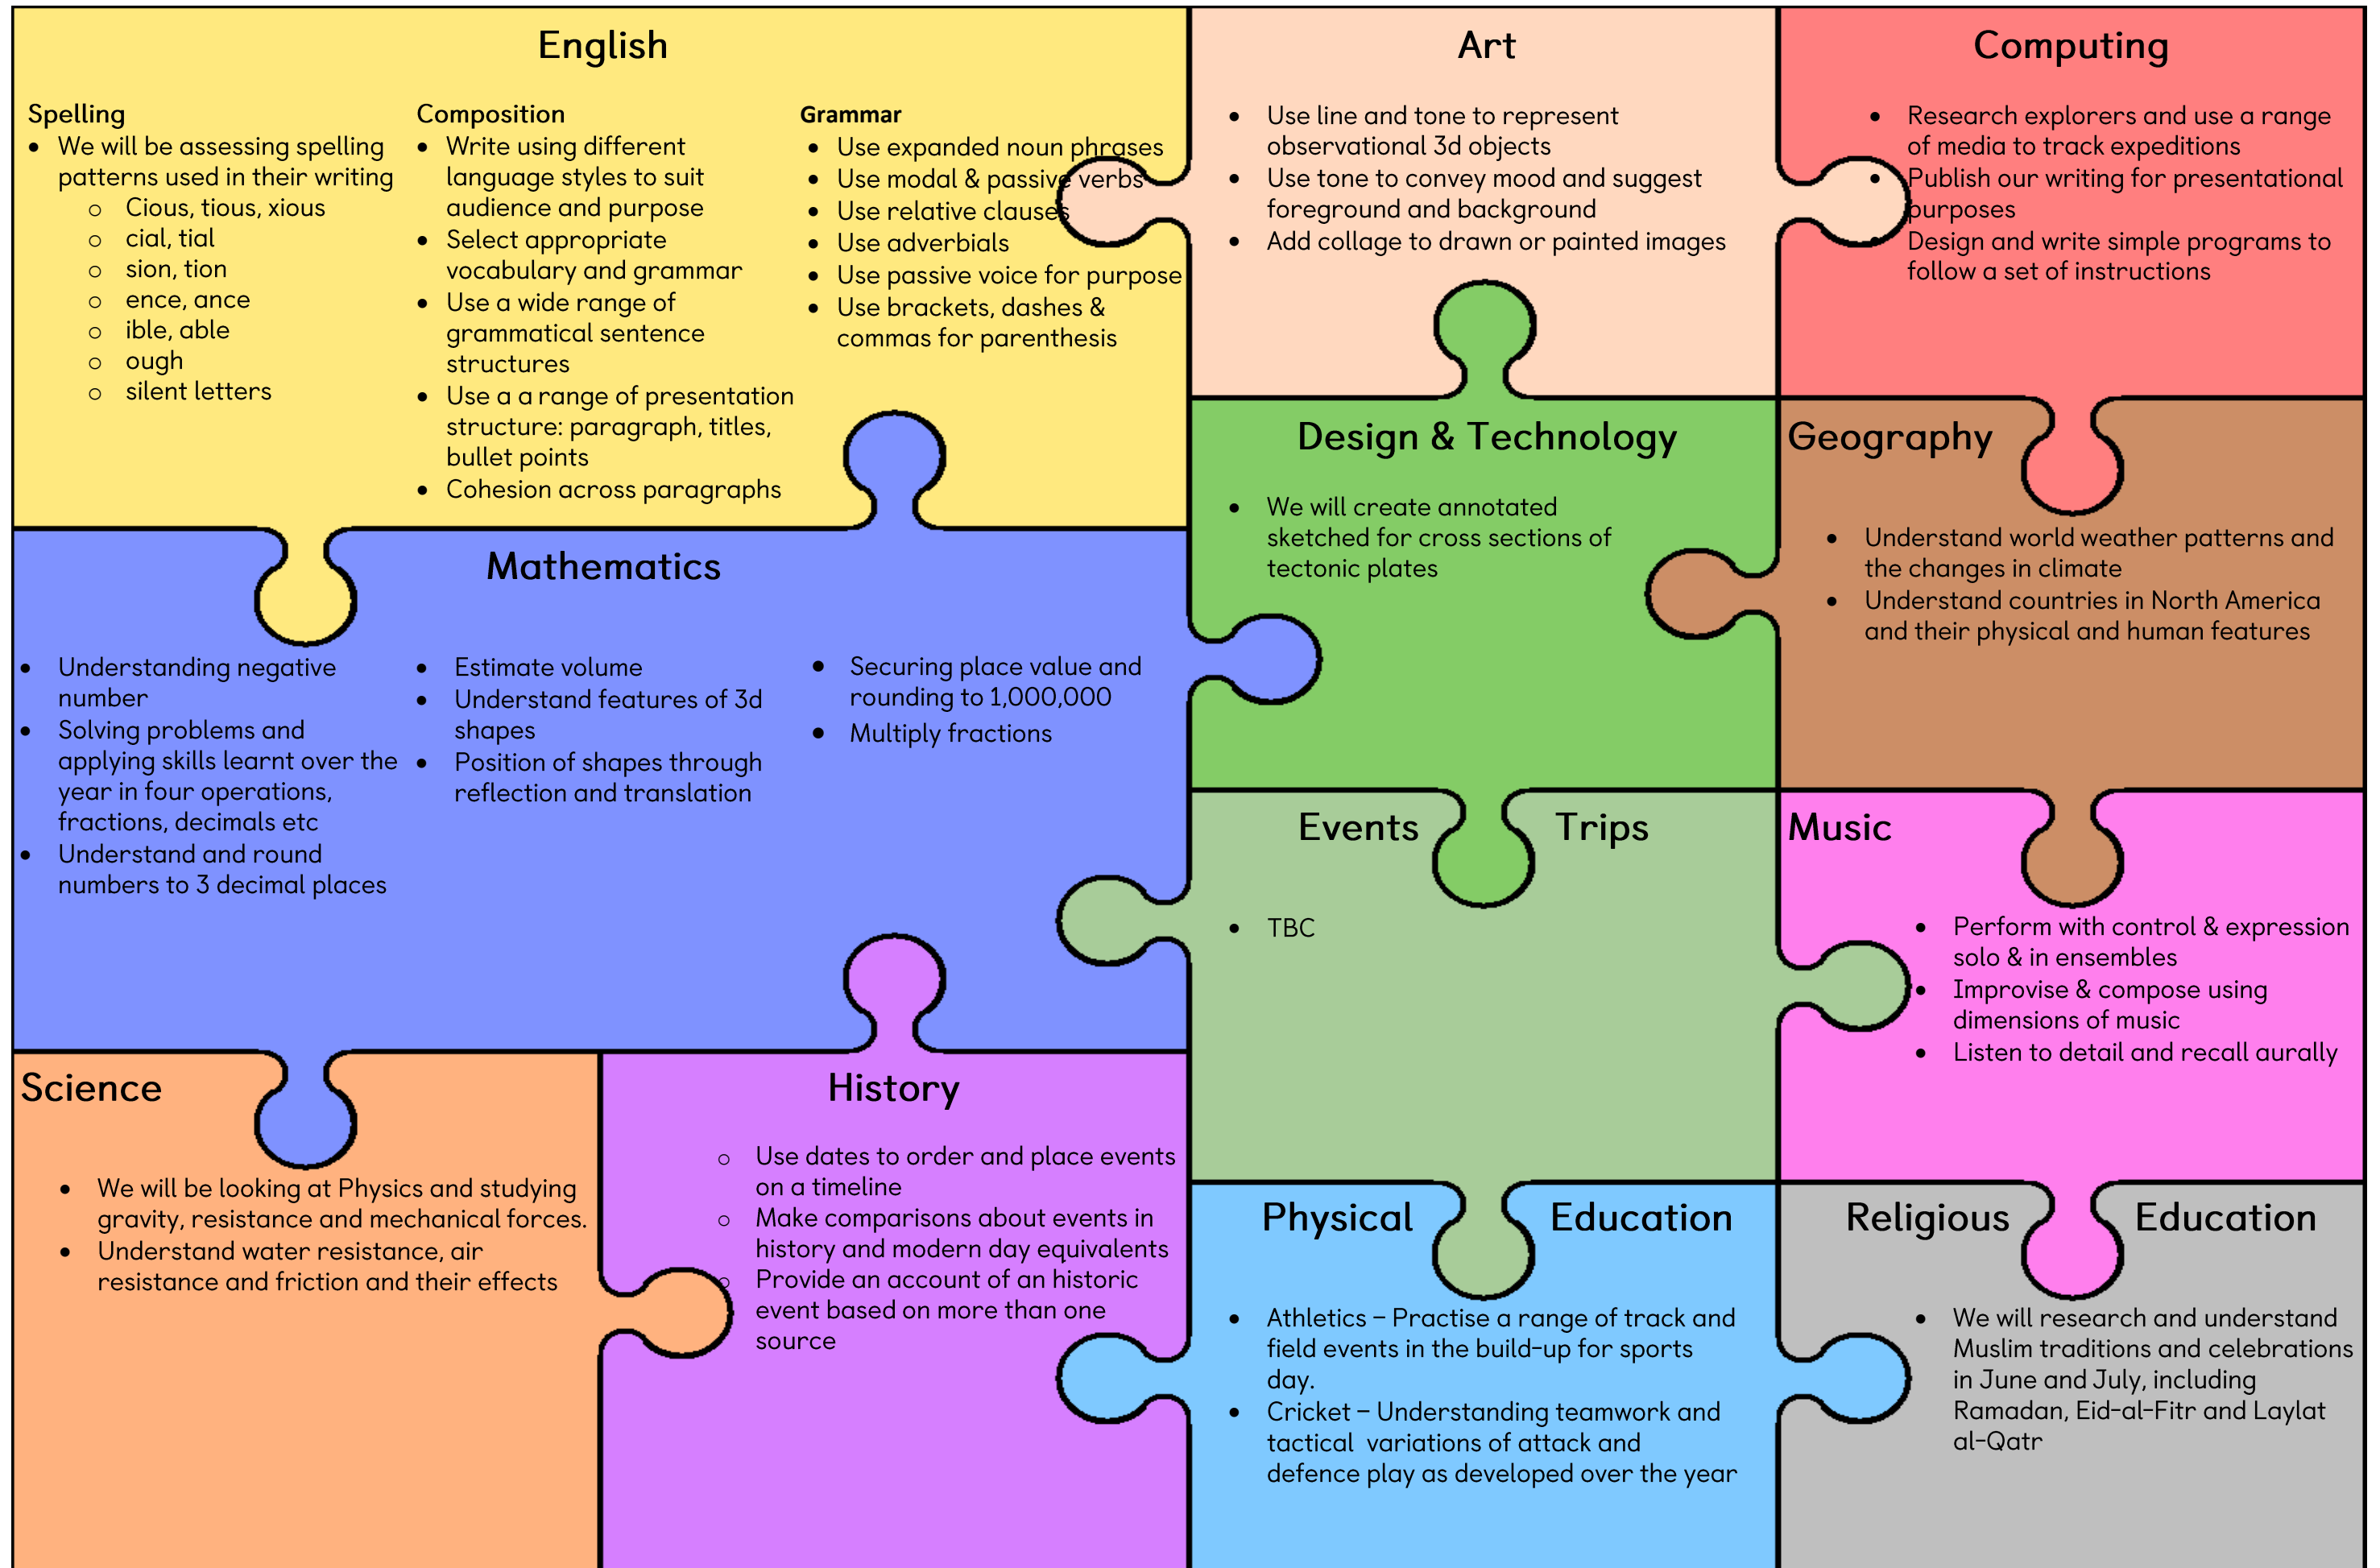 English
Spelling
We will be assessing spelling
patterns used in their writing
Cious, tious, xious
cial, tial
sion, tion
ence, ance
ible, able
ough
silent letters
Composition
Write using different
language styles to suit
audience and purpose
Select appropriate
vocabulary and grammar
Use a wide range of
grammatical sentence
structures
Use a a range of presentation
structure: paragraph, titles,
bullet points
Cohesion across paragraphs
Grammar
Use expanded noun phrases
Use modal & passive verbs
Use relative clauses
Use adverbials
Use passive voice for purpose
Use brackets, dashes &
commas for parenthesis
Art
Use line and tone to represent
observational 3d objects
Use tone to convey mood and suggest
foreground and background
Add collage to drawn or painted images
Computing
Research explorers and use a range
of media to track expeditions
Publish our writing for presentational
purposes
Design and write simple programs to
follow a set of instructions
Mathematics
Understanding negative
number
Solving problems and
applying skills learnt over the
year in four operations,
fractions, decimals etc
Understand and round
numbers to 3 decimal places
Estimate volume
Understand features of 3d
shapes
Position of shapes through
reflection and translation
Securing place value and
rounding to 1,000,000
Multiply fractions
Design & Technology
We will create annotated
sketched for cross sections of
tectonic plates
Geography
Understand world weather patterns and
the changes in climate
Understand countries in North America
and their physical and human features
Events Trips
TBC
Music
Perform with control & expression
solo & in ensembles
Improvise & compose using
dimensions of music
Listen to detail and recall aurally
Science
We will be looking at Physics and studying
gravity, resistance and mechanical forces.
Understand water resistance, air
resistance and friction and their effects
History
Use dates to order and place events
on a timeline
Make comparisons about events in
history and modern day equivalents
Provide an account of an historic
event based on more than one
source
Physical Education
Athletics – Practise a range of track and
field events in the build-up for sports
day.
Cricket – Understanding teamwork and
tactical variations of attack and
defence play as developed over the year
Religious Education
We will research and understand
Muslim traditions and celebrations
in June and July, including
Ramadan, Eid-al-Fitr and Laylat
al-Qatr